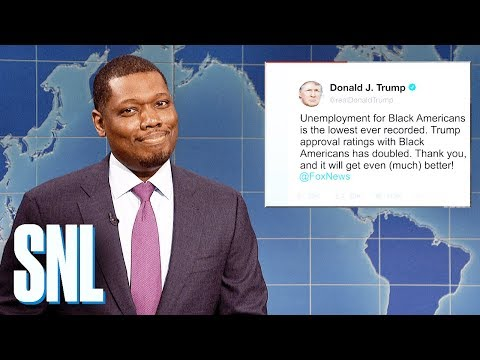 Donald J. Trump
@realDonaldTrump
Unemployment for Black Americans
is the lowest ever recorded. Trump
approval ratings with Black
Americans has doubled. Thank you,
and it will get even (much) better!
@FoxNews
SNL